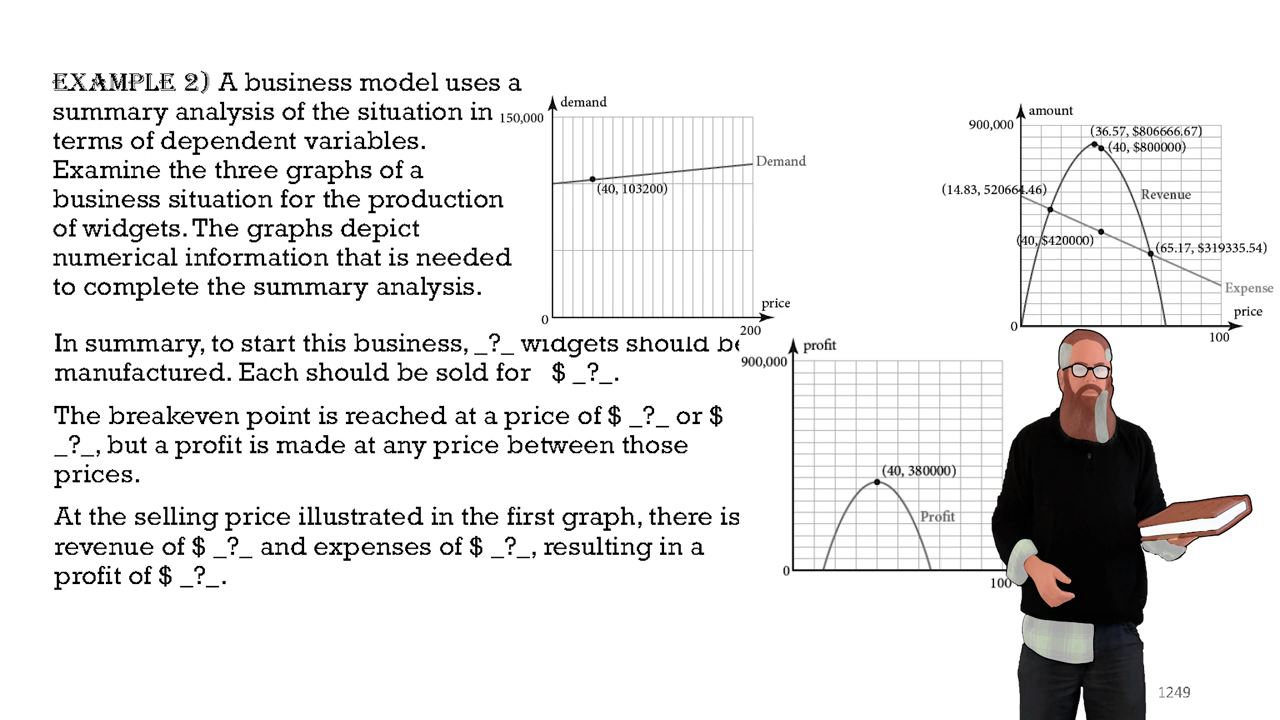 EXAMPLE 2) A business model uses a
summary analysis of the situation in
terms of dependent variables.
Examine the three graphs of a
business situation for the production
of widgets. The graphs depict
numerical information that is needed
to complete the summary analysis.
In summary, to start this business, _?_ widgets should be
manufactured. Each should be sold for $ _?_.
The breakeven point is reached at a price of $ _?_ or $
_?_, but a profit is made at any price between those
prices.
At the selling price illustrated in the first graph, there is
revenue of $ _?_ and expenses of $ _?_, resulting in a
profit of $ _?_.
demand
150,000
Demand
(40, 103200)
price
0
200
amount
900,000
(36.57, $806666.67)
(40, $800000)
(14.83, 520664.46)
Revenue
(40, $420000)
(65.17, $319335.54)
Expense
price
0
100
profit
900,000
(40, 380000)
Profit
0
100
1249